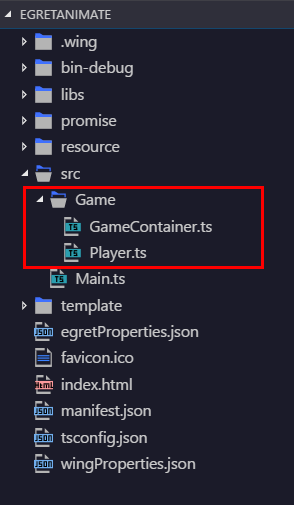 EGRETANIMATE
.wing
bin-debug
libs
promise
resource
src
Game
TS GameContainer.ts
TS Player.ts
TS Main.ts
template
JSON egretProperties.json
favicon.ico
index.html
JSON manifest.json
JSON tsconfig.json
JSON wingProperties.json